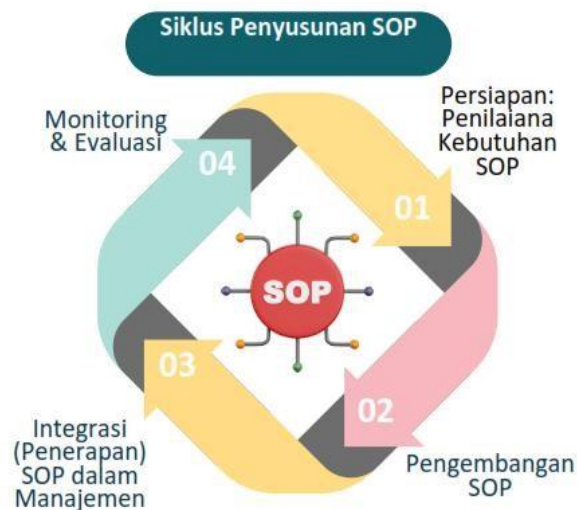 Siklus Penyusunan SOP
Persiapan:
Penilaiana
Kebutuhan
SOP
01
Pengembangan
SOP
02
Integrasi
(Penerapan)
SOP dalam
Manajemen
03
Monitoring
& Evaluasi
04
SOP